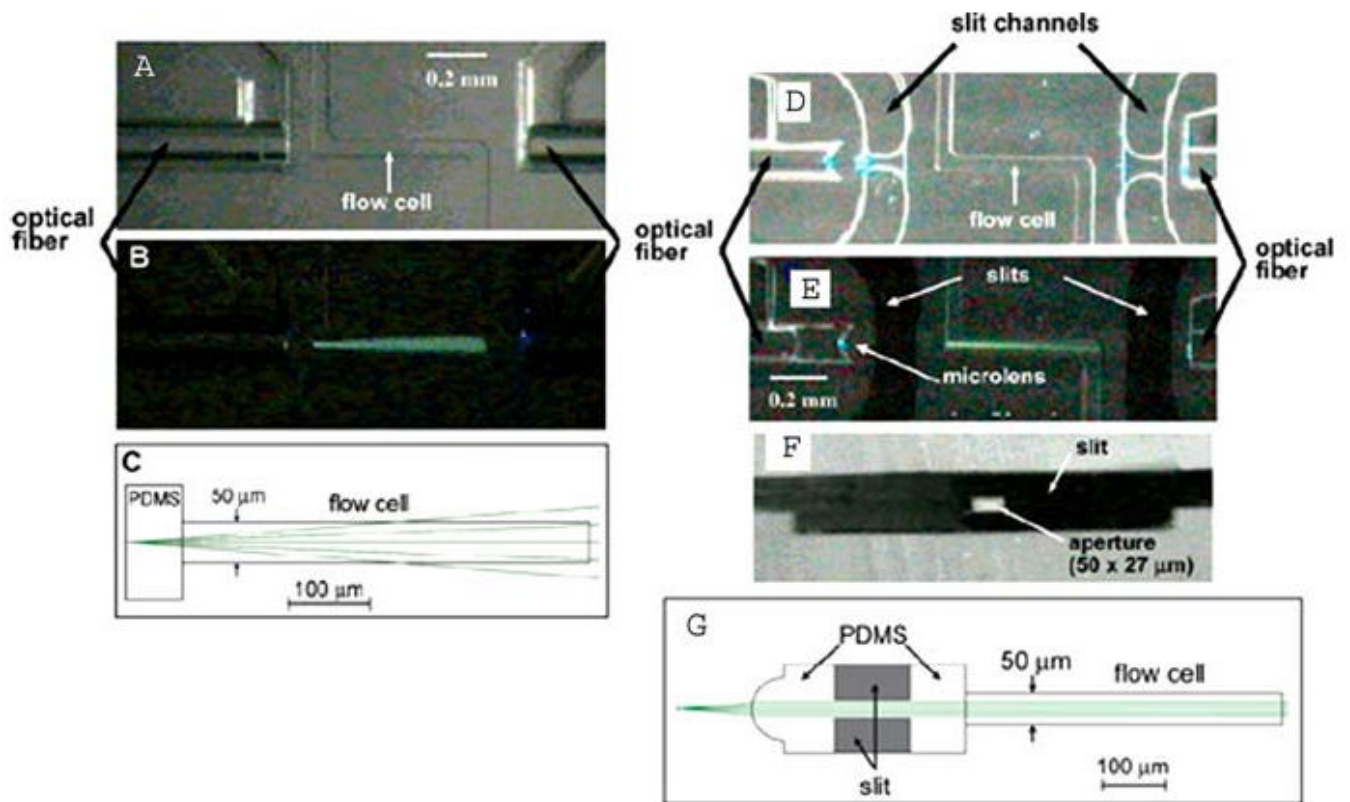 A
0.2 mm
flow cell
optical
fiber
optical
fiber
B
C
PDMS
50 μm
flow cell
100 μm
slit channels
D
flow cell
optical
fiber
E
slits
microlens
0.2 mm
F
slit
aperture
(50 x 27 μm)
G
PDMS
50 μm
flow cell
slit
100 μm